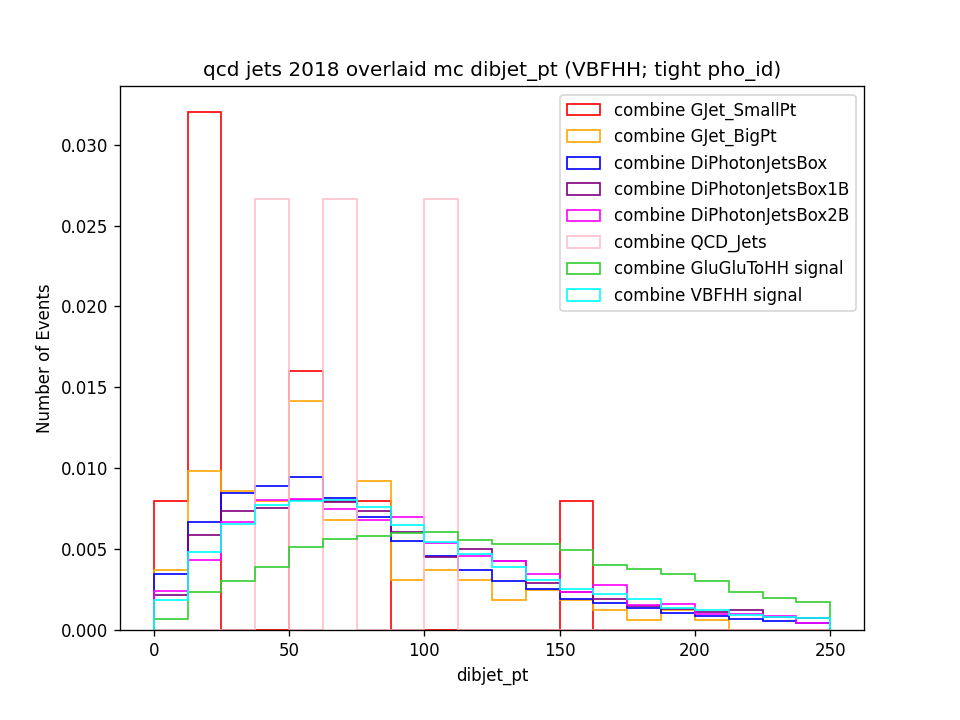 qcd jets 2018 overlaid mc dibjet_pt (VBFHH; tight pho_id)
combine GJet_SmallPt
combine GJet_BigPt
combine DiPhotonJetsBox
combine DiPhotonJetsBox1B
combine DiPhotonJetsBox2B
combine QCD_Jets
combine GluGluToHH signal
combine VBFHH signal
Number of Events
0.030
0.025
0.020
0.015
0.010
0.005
0.000
0 50 100 150 200 250
dibjet_pt